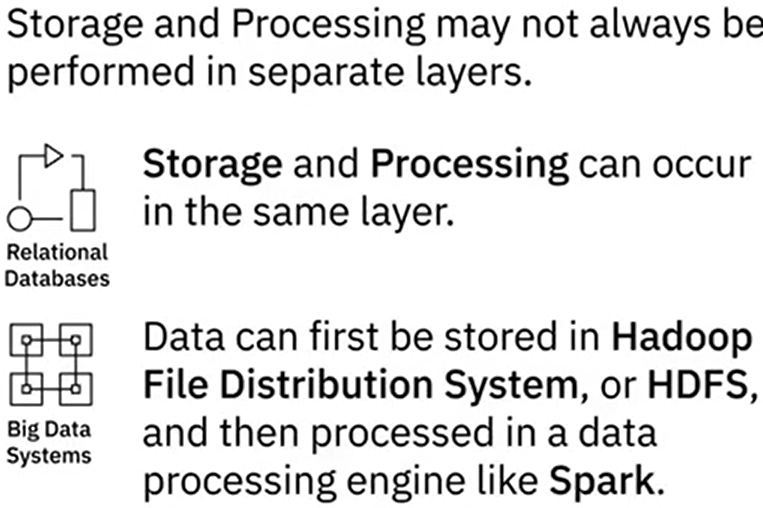 Storage and Processing may not always be
performed in separate layers.
Storage and Processing can occur
in the same layer.
Relational
Databases
Data can first be stored in Hadoop
File Distribution System, or HDFS,
and then processed in a data
processing engine like Spark.
Big Data
Systems